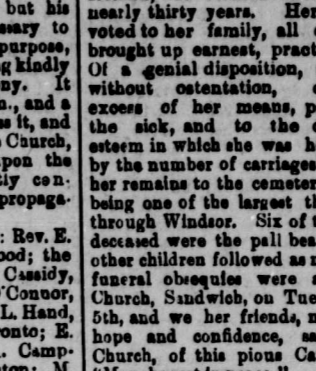 but his
ssary to
purpose,
g kindly
ny. It
n., and a
s it, and
Church,
pon the
tly con-
propaga-
: Rev. E.
ood; the
Cassidy,
O'Connor,
L. Hand,
ronto; E.
. Camp-
nearly thirty years. Her
voted to her family, all
brought up earnest, pract
Of a genial disposition,
without ostentation,
excess of her means, p
the sick, and to the
esteem in which she was h
by the number of carriages
her remains to the cemeter
being one of the largest th
through Windsor. Six of t
deceased were the pall bea
other children followed as
funeral obsequies were
Church, Sandwich, on Tue
5th, and we her friends,
hope and confidence,
Church, of this pious Ca